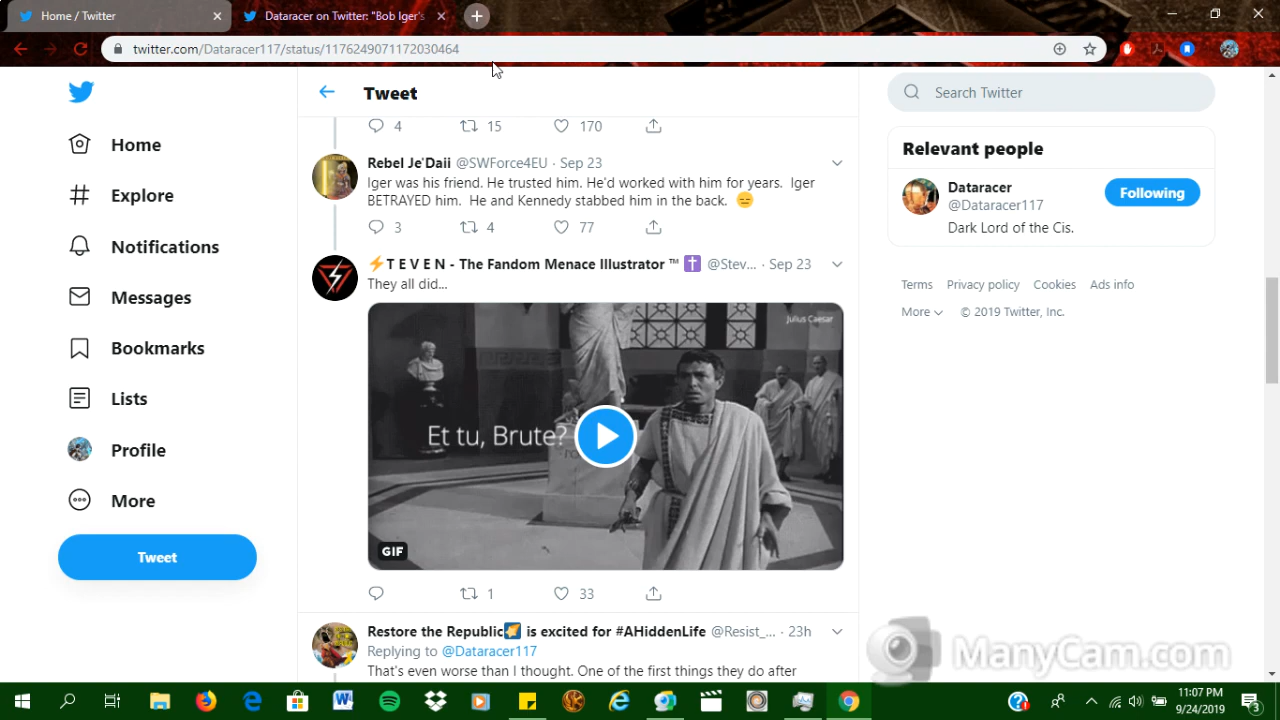 Home / Twitter
Dataracer on Twitter: "Bob Iger's
twitter.com/Dataracer117/status/1176249071172030464
Home
Explore
Notifications
Messages
Bookmarks
Lists
Profile
More
Tweet
Tweet
4 15 170
Rebel Je'Daii @SWForce4EU · Sep 23
Iger was his friend. He trusted him. He'd worked with him for years. Iger
BETRAYED him. He and Kennedy stabbed him in the back. 😑
3 4 77
⚡T E V E N - The Fandom Menace Illustrator ™ ✝️ @Stev... · Sep 23
They all did...
Julius Caesar
Et tu, Brute?
GIF
1 33
Restore the Republic is excited for #AHiddenLife @Resist_... · 23h
Replying to @Dataracer117
That's even worse than I thought. One of the first things they do after
Search Twitter
Relevant people
Dataracer
@Dataracer117
Following
Dark Lord of the Cis.
Terms Privacy policy Cookies Ads info
More © 2019 Twitter, Inc.
ManyCam.com
11:07 PM
9/24/2019
3